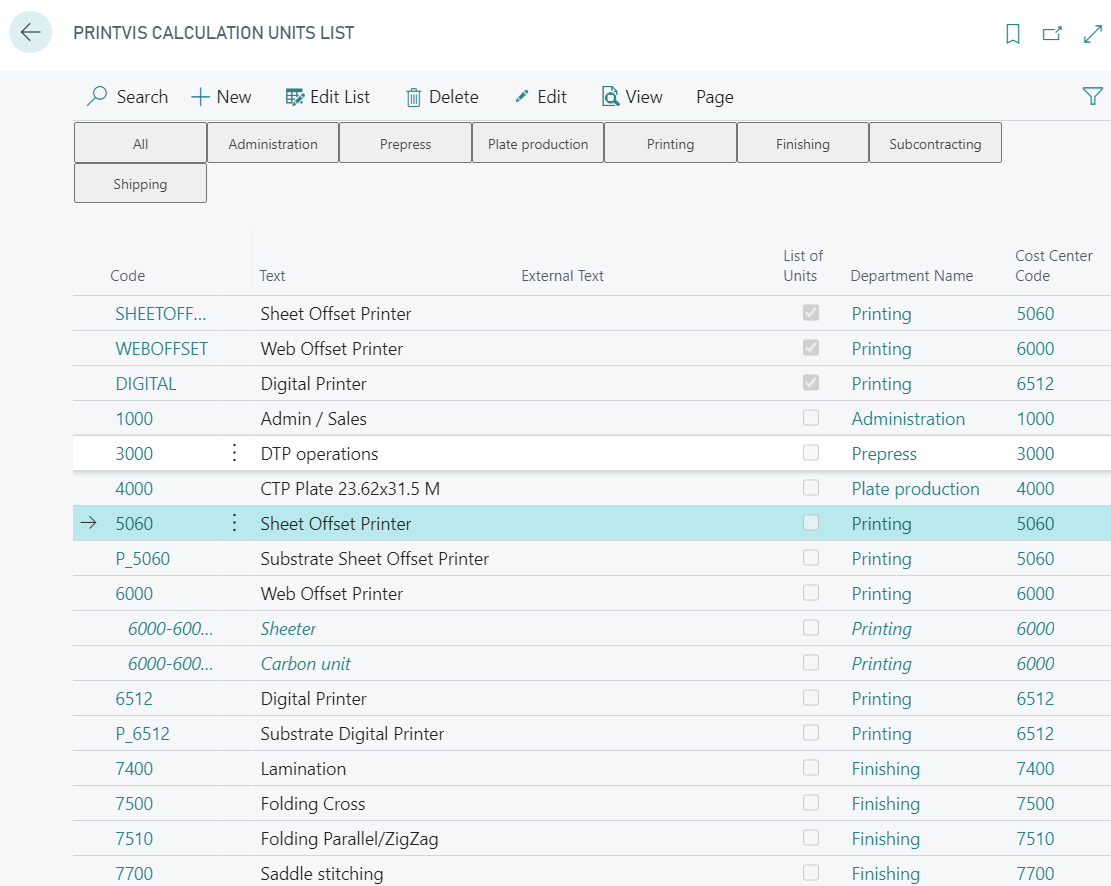 PRINTVIS CALCULATION UNITS LIST
Search New Edit List Delete Edit View Page
All Administration Prepress Plate production Printing Finishing Subcontracting
Shipping
Code Text External Text List of Units Department Name Cost Center Code
SHEETOFF... Sheet Offset Printer Printing 5060
WEBOFFSET Web Offset Printer Printing 6000
DIGITAL Digital Printer Printing 6512
1000 Admin / Sales Administration 1000
3000 DTP operations Prepress 3000
4000 CTP Plate 23.62x31.5 M Plate production 4000
5060 Sheet Offset Printer Printing 5060
P_5060 Substrate Sheet Offset Printer Printing 5060
6000 Web Offset Printer Printing 6000
6000-600... Sheeter Printing 6000
6000-600... Carbon unit Printing 6000
6512 Digital Printer Printing 6512
P_6512 Substrate Digital Printer Printing 6512
7400 Lamination Finishing 7400
7500 Folding Cross Finishing 7500
7510 Folding Parallel/ZigZag Finishing 7510
7700 Saddle stitching Finishing 7700